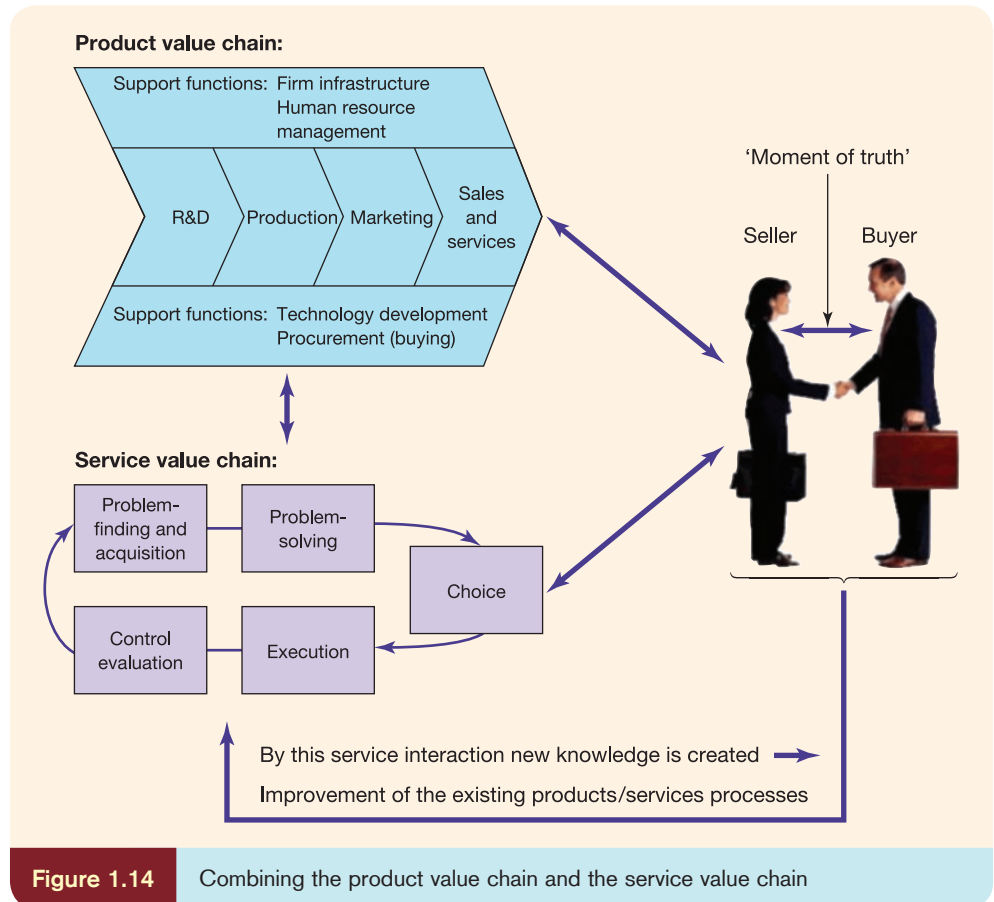 Product value chain:
Support functions: Firm infrastructure
Human resource
management
R&D
Production
Marketing
Sales
and
services
Support functions: Technology development
Procurement (buying)
'Moment of truth'
Seller
Buyer
Service value chain:
Problem-
finding and
acquisition
Problem-
solving
Choice
Control
evaluation
Execution
By this service interaction new knowledge is created
Improvement of the existing products/services processes
Figure 1.14
Combining the product value chain and the service value chain